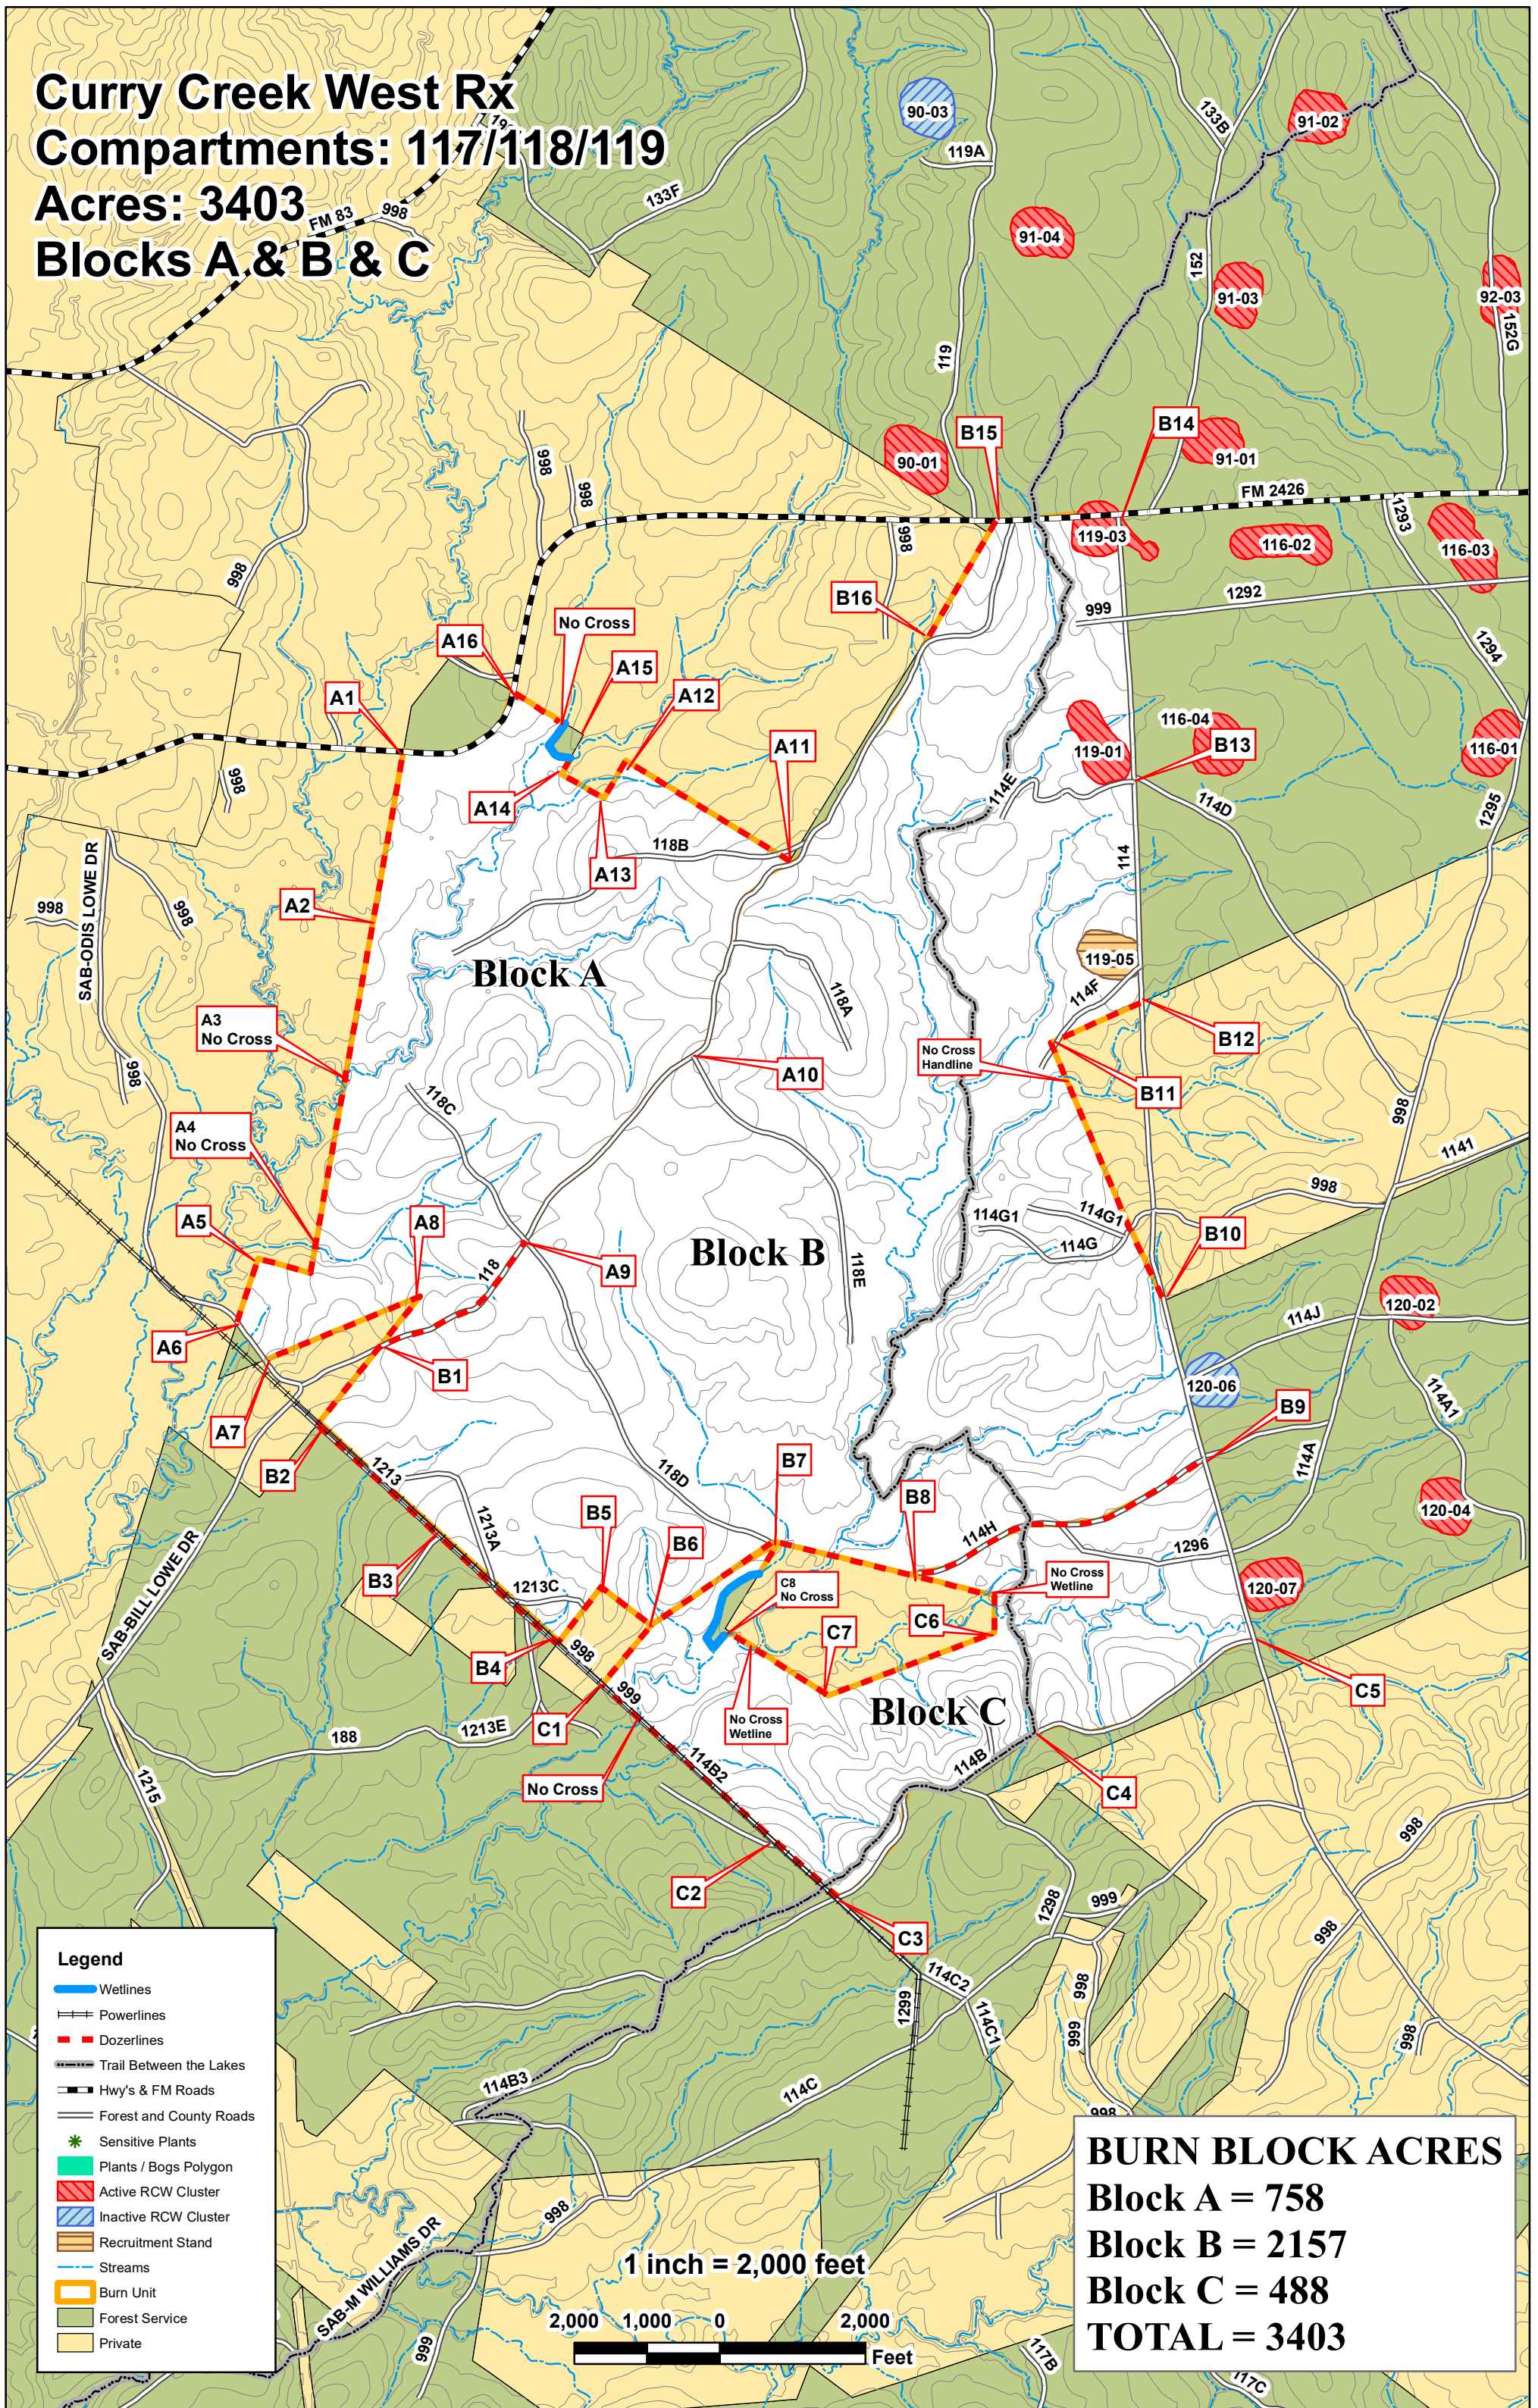 Curry Creek West Rx
Compartments: 117/118/119
Acres: 3403
Blocks A & B & C
FM 83
998
133F
90-03
119A
133B
91-02
91-04
152
91-03
92-03
152G
119
B15
B14
90-01
91-01
FM 2426
998
998
998
119-03
116-02
1293
116-03
998
B16
999
1292
1294
No Cross
A16
A15
A12
A1
A11
119-01
116-04
B13
116-01
998
A14
114E
114D
1295
118B
A13
114
SAB-ODIS LOWE DR
998
998
A2
119-05
Block A
118A
114F
A3
No Cross
B12
No Cross
Handline
998
A10
B11
118C
998
A4
No Cross
1141
998
A5
A8
114G1
114G1
114G
B10
Block B
118
A9
118E
120-02
114J
A6
B1
120-06
114A1
B9
A7
B2
1213
118D
B7
114A
B8
120-04
B5
1213A
114H
B6
1296
SAB-BILL LOWE DR
B3
1213C
C8
No Cross
No Cross
Wetline
120-07
C6
C7
998
B4
999
C5
Block C
No Cross
Wetline
188
1213E
C1
114B
1215
No Cross
114B2
C4
998
C2
1298
999
C3
998
114C2
1299
114C1
998
999
998
114B3
114C
998
998
SAB-M WILLIAMS DR
999
117B
117C
Legend
Wetlines
Powerlines
Dozerlines
Trail Between the Lakes
Hwy's & FM Roads
Forest and County Roads
Sensitive Plants
Plants / Bogs Polygon
Active RCW Cluster
Inactive RCW Cluster
Recruitment Stand
Streams
Burn Unit
Forest Service
Private
1 inch = 2,000 feet
2,000 1,000 0 2,000
Feet
BURN BLOCK ACRES
Block A = 758
Block B = 2157
Block C = 488
TOTAL = 3403